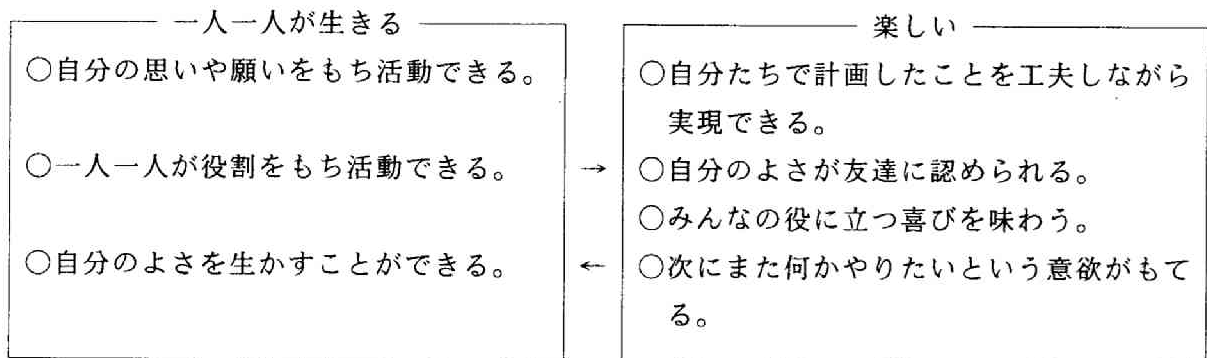 一人一人が生きる
○自分の思いや願いをもち活動できる。
○一人一人が役割をもち活動できる。
→
○自分のよさを生かすことができる。
←
楽しい
○自分たちで計画したことを工夫しながら
実現できる。
○自分のよさが友達に認められる。
○みんなの役に立つ喜びを味わう。
○次にまた何かやりたいという意欲がもて
る。